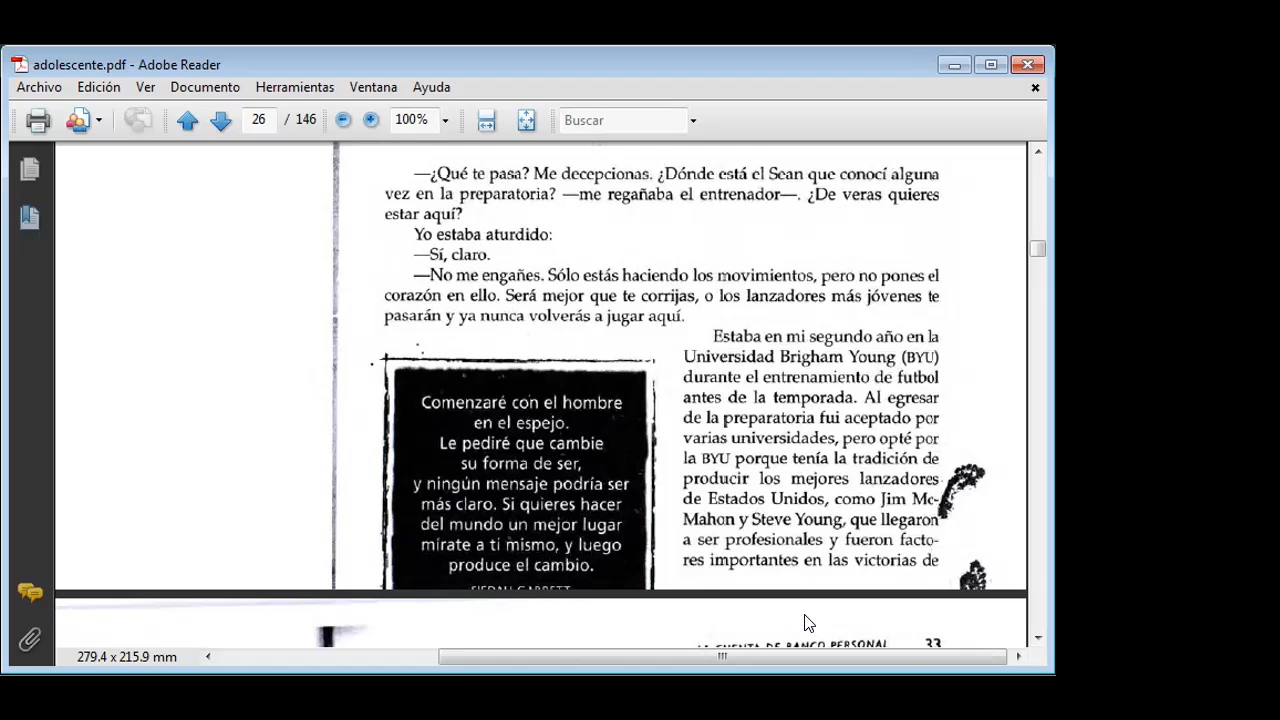 adolescente.pdf - Adobe Reader
Archivo Edición Ver Documento Herramientas Ventana Ayuda
26 / 146 100% Buscar
—¿Qué te pasa? Me decepcionas. ¿Dónde está el Sean que conocí alguna
vez en la preparatoria? —me regañaba el entrenador—. ¿De veras quieres
estar aquí?
Yo estaba aturdido:
—Sí, claro.
—No me engañes. Sólo estás haciendo los movimientos, pero no pones el
corazón en ello. Será mejor que te corrijas, o los lanzadores más jóvenes te
pasarán y ya nunca volverás a jugar aquí.
Comenzaré con el hombre
en el espejo.
Le pediré que cambie
su forma de ser,
y ningún mensaje podría ser
más claro. Si quieres hacer
del mundo un mejor lugar
mírate a ti mismo, y luego
produce el cambio.
Estaba en mi segundo año en la
Universidad Brigham Young (BYU)
durante el entrenamiento de futbol
antes de la temporada. Al egresar
de la preparatoria fui aceptado por
varias universidades, pero opté por
la BYU porque tenía la tradición de
producir los mejores lanzadores
de Estados Unidos, como Jim Mc-
Mahon y Steve Young, que llegaron
a ser profesionales y fueron facto-
res importantes en las victorias de
CUENTA DE BANCO PERSONAL 33
279.4 x 215.9 mm